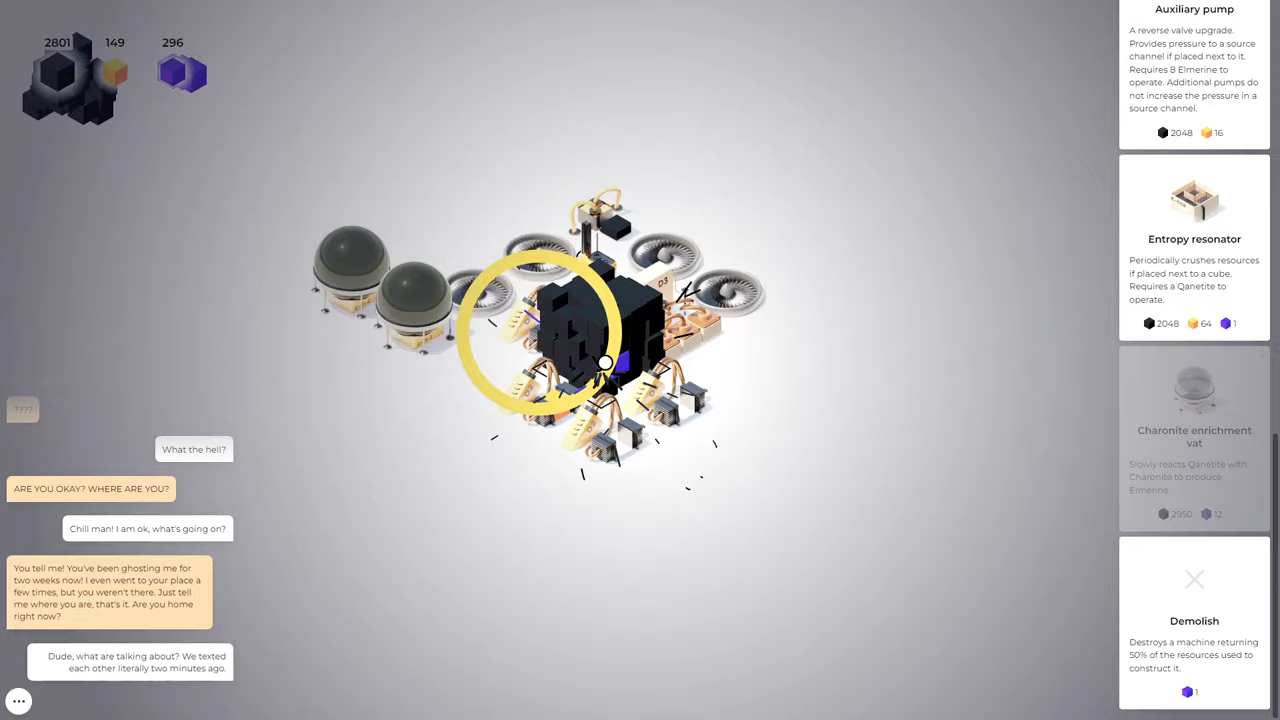 2801
149
296
????
What the hell?
ARE YOU OKAY? WHERE ARE YOU?
Chill man! I am ok, what's going on?
You tell me! You've been ghosting me for
two weeks now! I even went to your place a
few times, but you weren't there. Just tell
me where you are, that's it. Are you home
right now?
Dude, what are talking about? We texted
each other literally two minutes ago.
D3
Auxiliary pump
A reverse valve upgrade.
Provides pressure to a source
channel if placed next to it.
Requires 8 Elmerine to
operate. Additional pumps do
not increase the pressure in a
source channel.
2048 16
Entropy resonator
Periodically crushes resources
if placed next to a cube.
Requires a Qanetite to
operate.
2048 64 1
Charonite enrichment
vat
Slowly reacts Qanetite with
Charonite to produce
Elmerine.
2950 12
Demolish
Destroys a machine returning
50% of the resources used to
construct it.
1